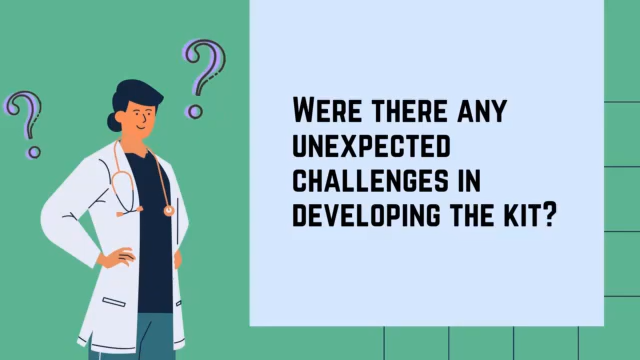 Were there any
unexpected
challenges in
developing the kit?